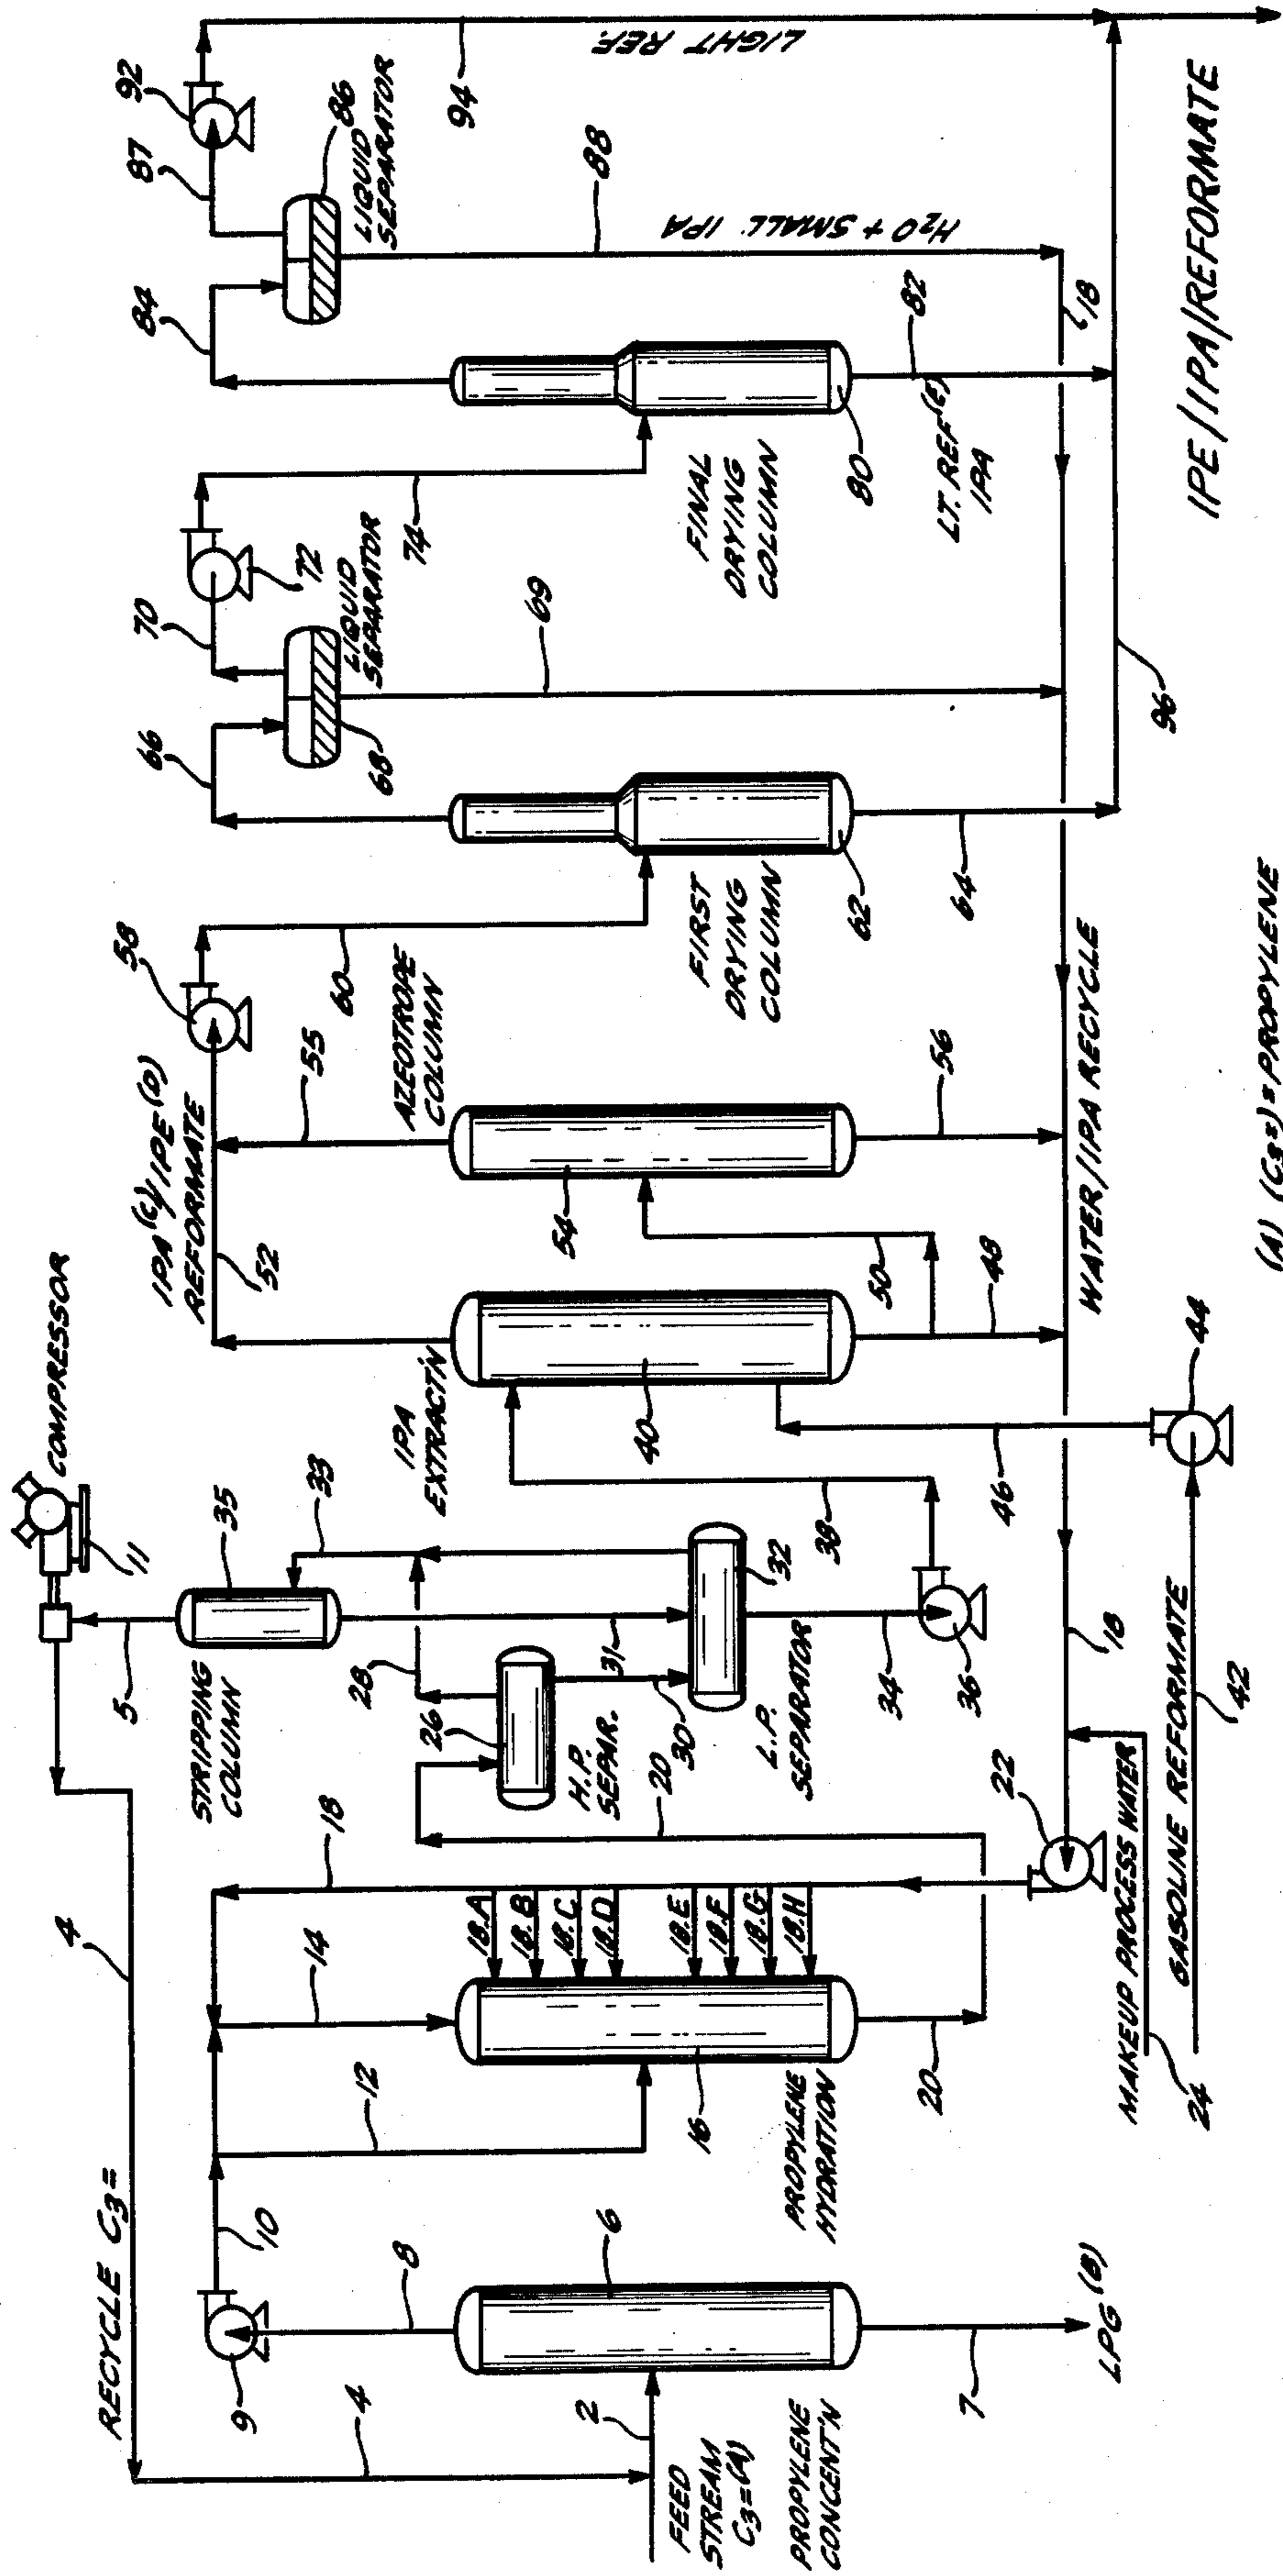 RECYCLE C3=
4
COMPRESSOR
11
5
STRIPPING
COLUMN
35
33
4
FEED
STREAM
C3=(A)
2
PROPYLENE
CONCENT'N
6
8
9
10
7
LPG (B)
12
14
18
PROPYLENE
HYDRATION
16
18.A
18.B
18.C
18.D
18.E
18.F
18.G
18.H
20
20
22
MAKEUP PROCESS WATER
24
GASOLINE REFORMATE
42
28
26
H.P.
SEPAR.
30
31
32
L.P.
SEPARATOR
34
36
38
IPA
EXTRACT'N
40
44
46
18
48
50
IPA(C)/IPE(D)
REFORMATE
52
AZEOTROPE
COLUMN
54
55
56
WATER/IPA RECYCLE
58
60
FIRST
DRYING
COLUMN
62
64
66
68
LIQUID
SEPARATOR
69
70
72
74
FINAL
DRYING
COLUMN
80
LT. REF(E)
IPA
82
84
86
LIQUID
SEPARATOR
87
88
H2O + SMALL IPA
18
92
94
LIGHT REF.
96
IPE/IPA/REFORMATE
(A) (C3=)=PROPYLENE